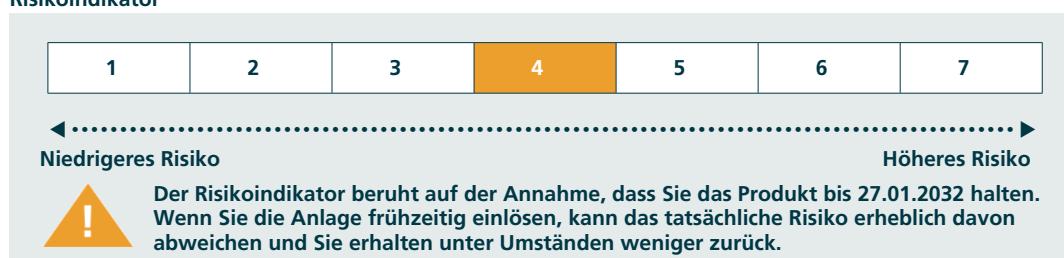 Risikoindikator
1 2 3 4 5 6 7
Niedrigeres Risiko Höheres Risiko
! Der Risikoindikator beruht auf der Annahme, dass Sie das Produkt bis 27.01.2032 halten.
Wenn Sie die Anlage frühzeitig einlösen, kann das tatsächliche Risiko erheblich davon
abweichen und Sie erhalten unter Umständen weniger zurück.